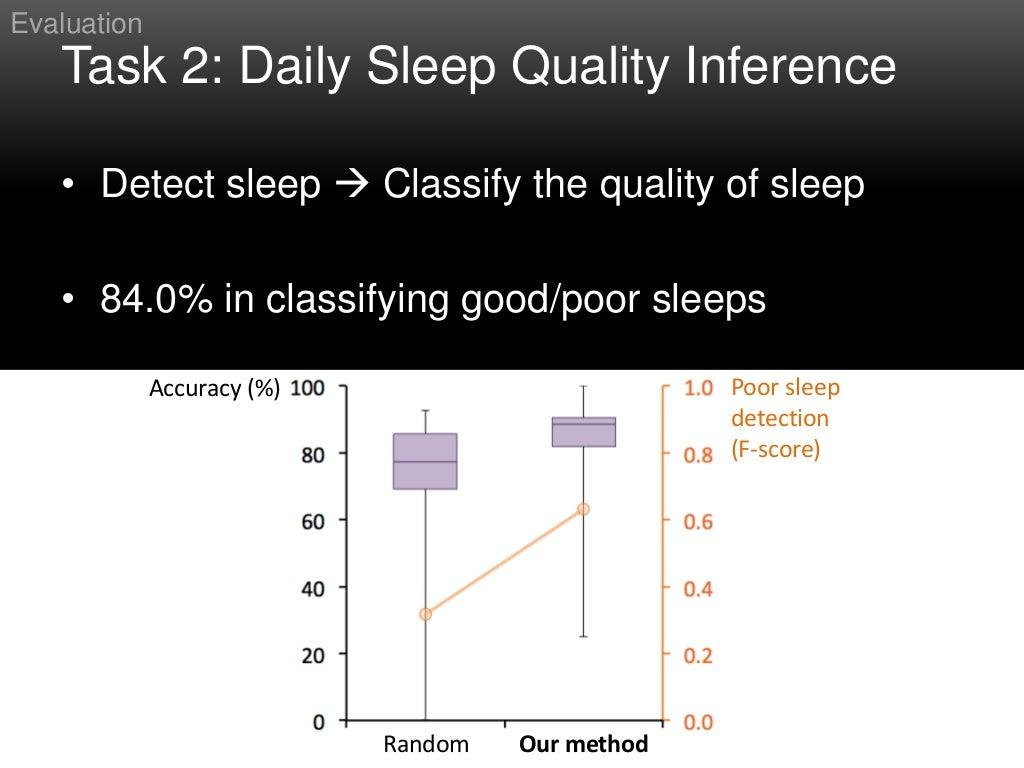 Evaluation
Task 2: Daily Sleep Quality Inference
• Detect sleep → Classify the quality of sleep
• 84.0% in classifying good/poor sleeps
Accuracy (%)
100
80
60
40
20
0
1.0
0.8
0.6
0.4
0.2
0.0
Poor sleep
detection
(F-score)
Random
Our method